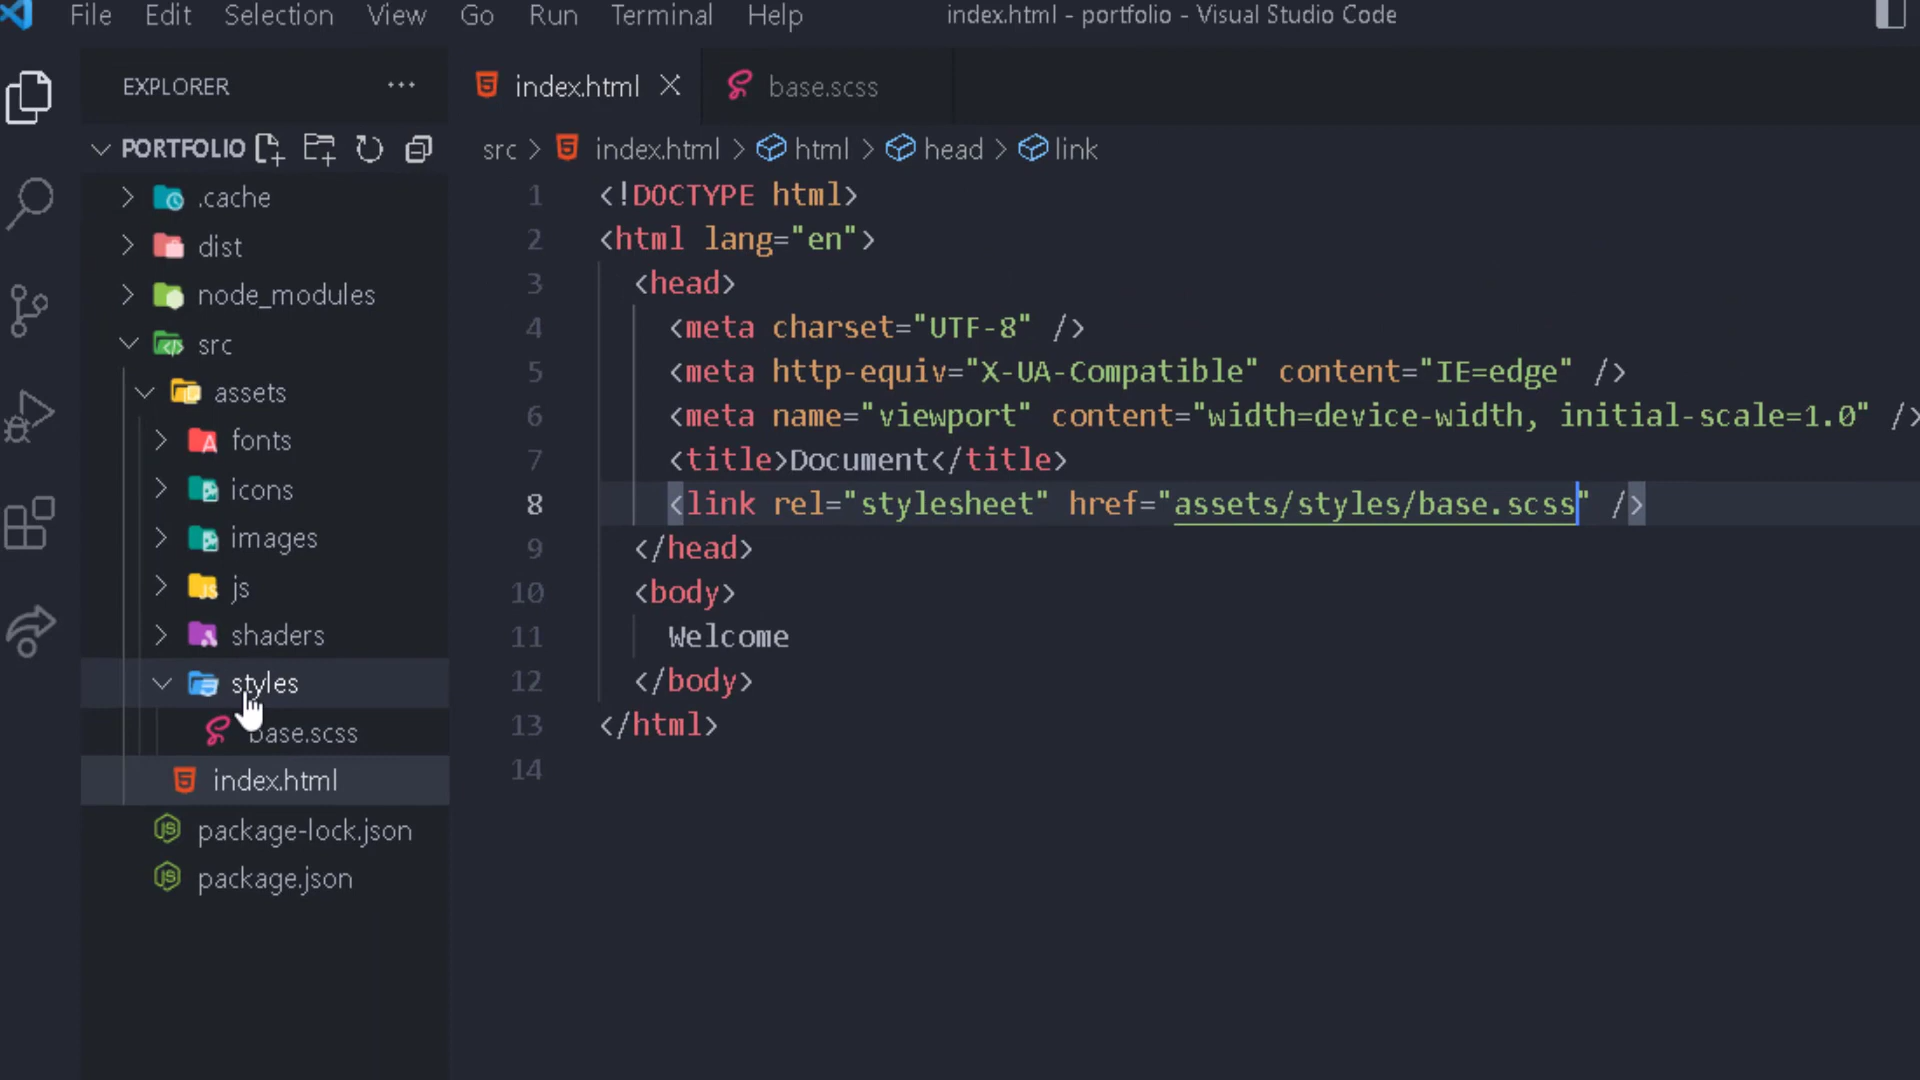 File Edit Selection View Go Run Terminal Help index.html - portfolio - Visual Studio Code
EXPLORER ···
PORTFOLIO
.cache
dist
node_modules
src
assets
fonts
icons
images
js
shaders
styles
base.scss
index.html
package-lock.json
package.json
index.html base.scss
src > index.html > html > head > link
1 <!DOCTYPE html>
2 <html lang="en">
3 <head>
4 <meta charset="UTF-8" />
5 <meta http-equiv="X-UA-Compatible" content="IE=edge" />
6 <meta name="viewport" content="width=device-width, initial-scale=1.0" />
7 <title>Document</title>
8 <link rel="stylesheet" href="assets/styles/base.scss" />
9 </head>
10 <body>
11 Welcome
12 </body>
13 </html>
14